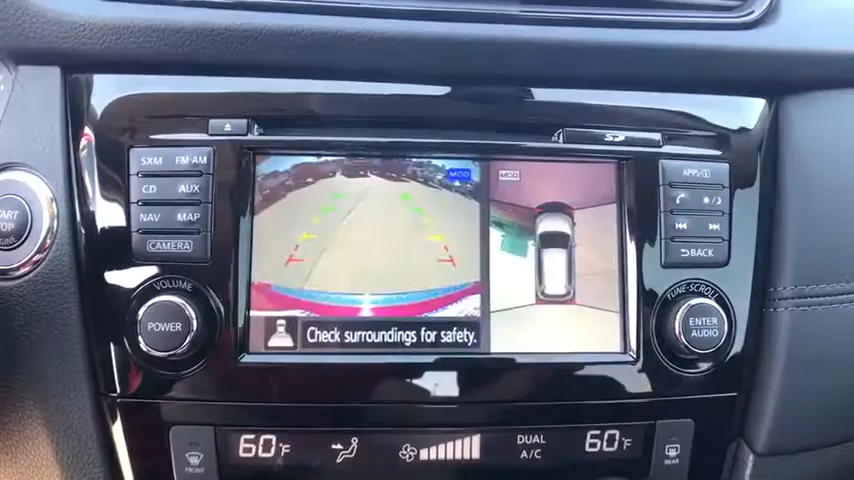 SD
SXM FM·AM
CD AUX
NAVI MAP
CAMERA
MOD
MOD
APPS/i
BACK
START
STOP
VOLUME
POWER
TUNE·SCROLL
ENTER
AUDIO
Check surroundings for safety.
60°F
DUAL
A/C
60°F
FRONT
REAR